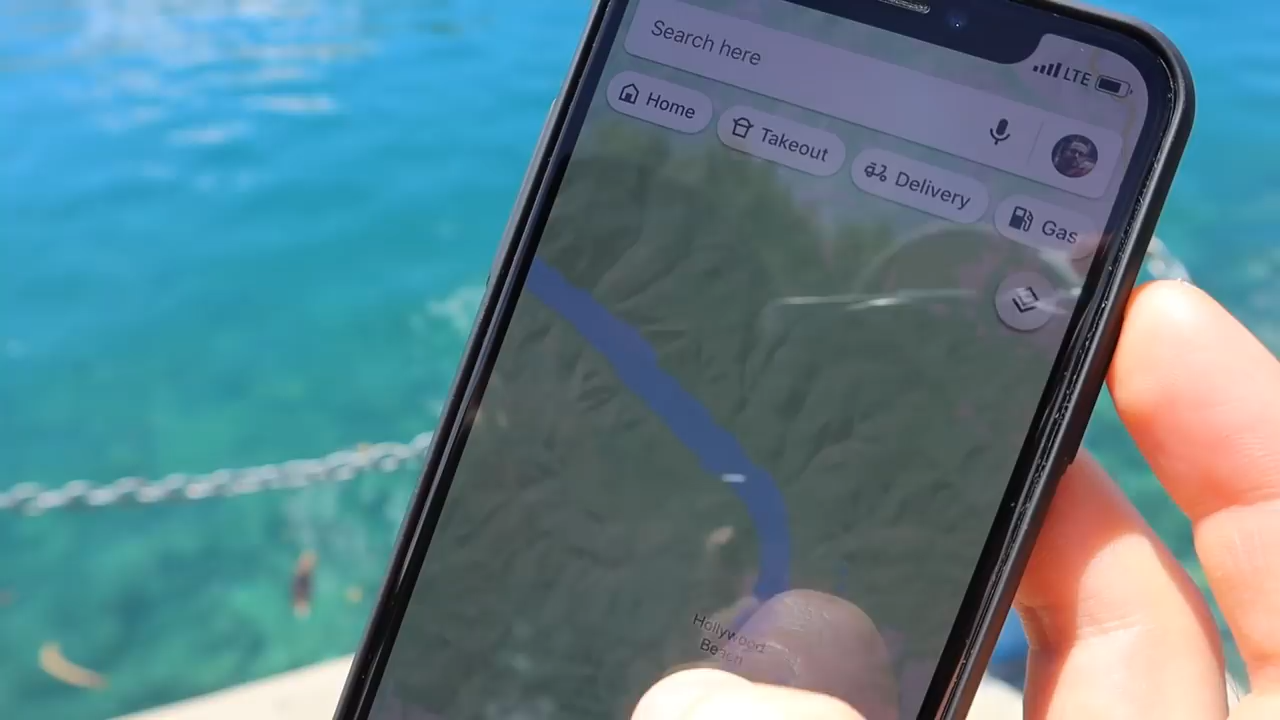 Search here
LTE
Home
Takeout
Delivery
Gas
Hollywood
Beach